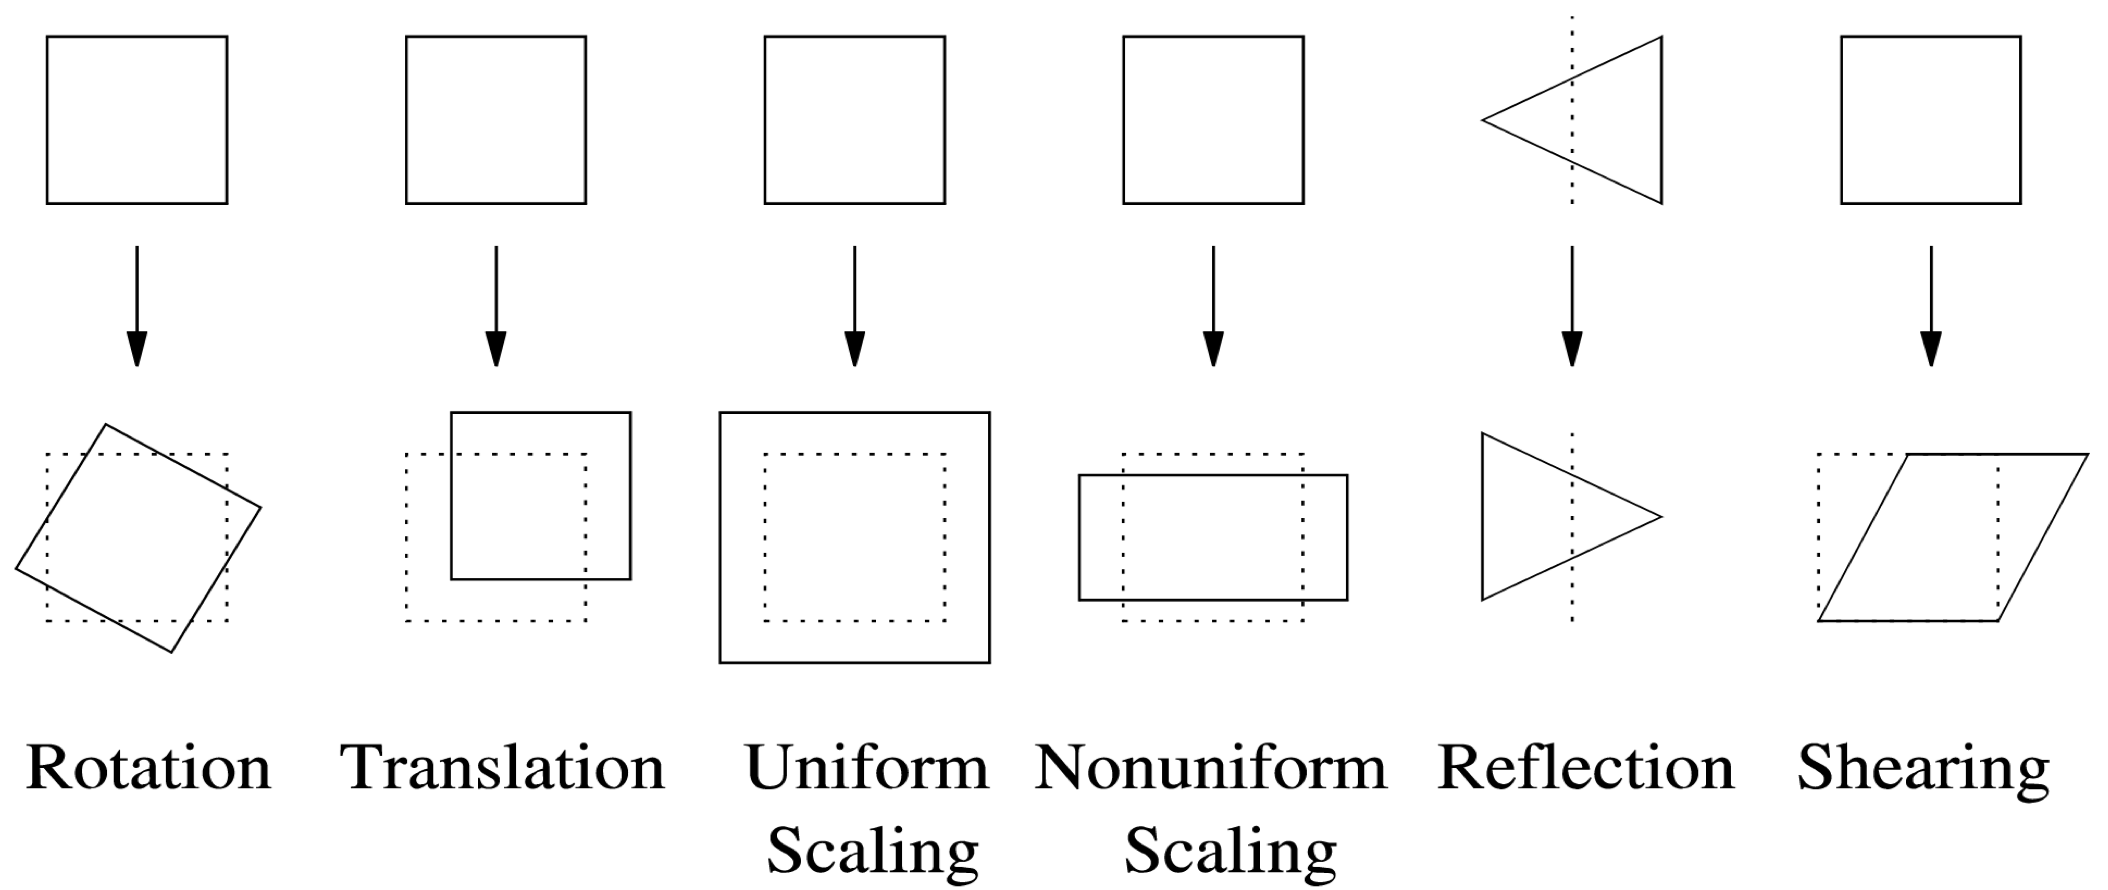 Rotation
Translation
Uniform
Scaling
Nonuniform
Scaling
Reflection
Shearing